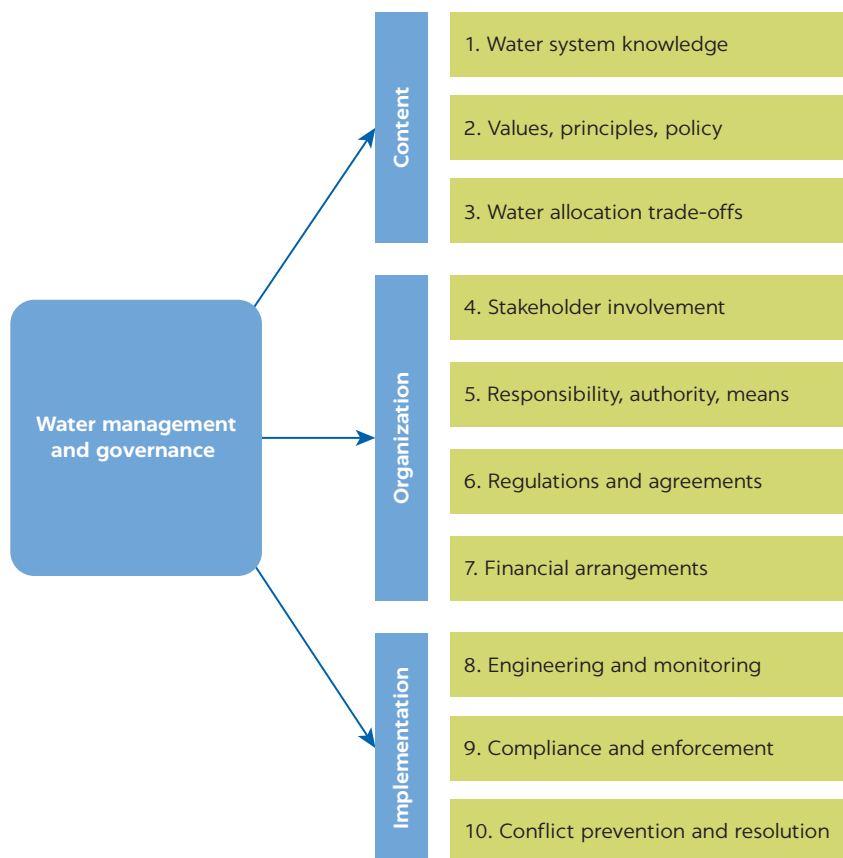 Water management
and governance
Content
1. Water system knowledge
2. Values, principles, policy
3. Water allocation trade-offs
Organization
4. Stakeholder involvement
5. Responsibility, authority, means
6. Regulations and agreements
7. Financial arrangements
Implementation
8. Engineering and monitoring
9. Compliance and enforcement
10. Conflict prevention and resolution